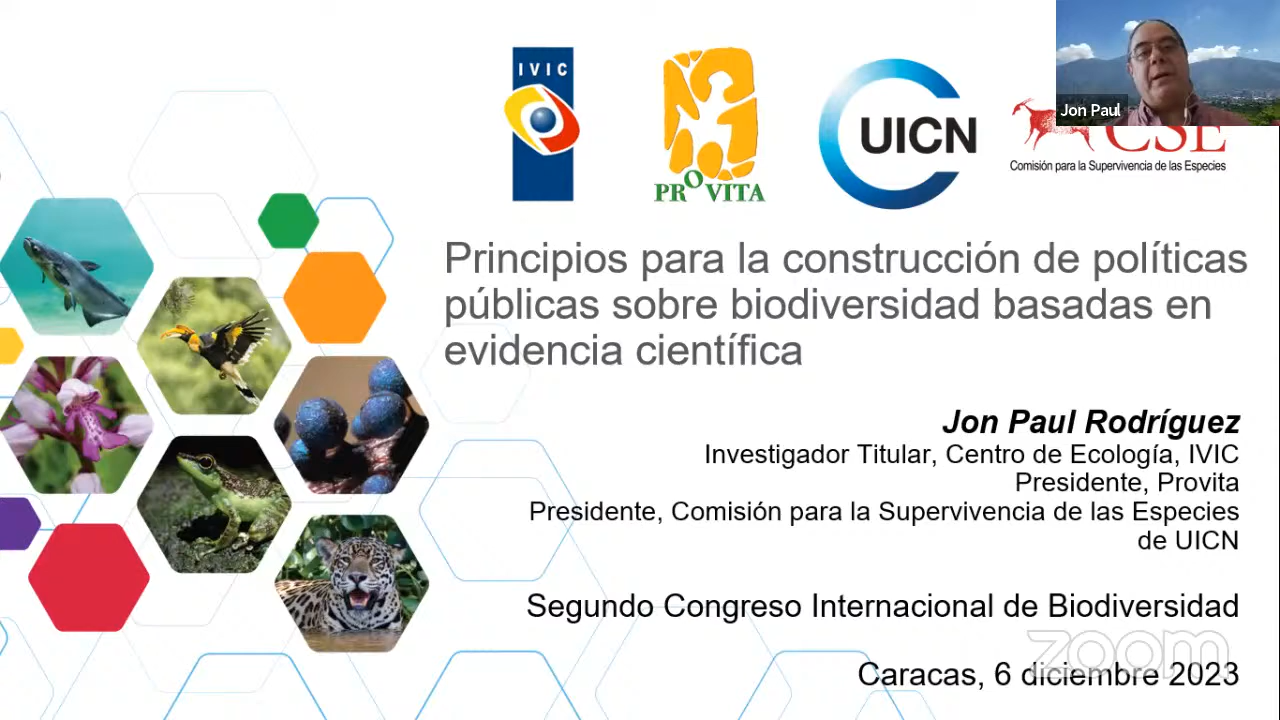 IVIC
PROVITA
UICN
Jon Paul
CSE
Comisión para la Supervivencia de las Especies
Principios para la construcción de políticas
públicas sobre biodiversidad basadas en
evidencia científica
Jon Paul Rodríguez
Investigador Titular, Centro de Ecología, IVIC
Presidente, Provita
Presidente, Comisión para la Supervivencia de las Especies
de UICN
Segundo Congreso Internacional de Biodiversidad
zoom
Caracas, 6 diciembre 2023